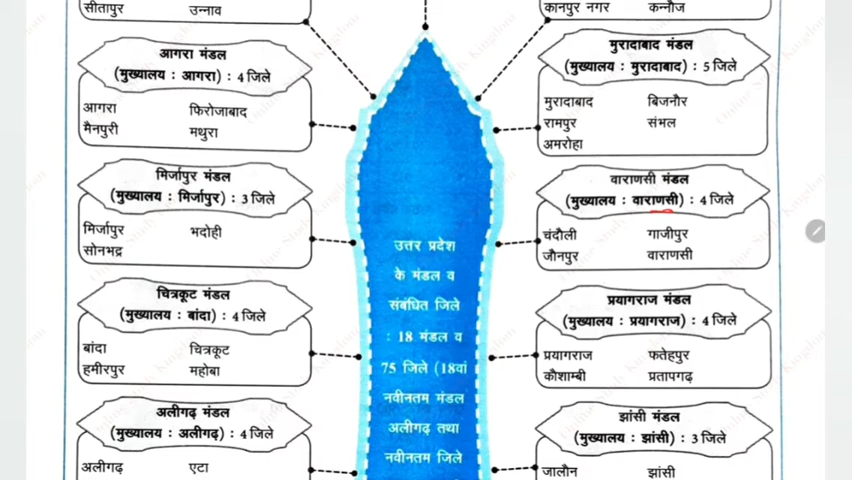 सीतापुर उन्नाव
कानपुर नगर कन्नौज
आगरा मंडल
(मुख्यालय : आगरा) : 4 जिले
आगरा फिरोजाबाद
मैनपुरी मथुरा
मुरादाबाद मंडल
(मुख्यालय : मुरादाबाद) : 5 जिले
मुरादाबाद बिजनौर
रामपुर संभल
अमरोहा
मिर्जापुर मंडल
(मुख्यालय : मिर्जापुर) : 3 जिले
मिर्जापुर भदोही
सोनभद्र
वाराणसी मंडल
(मुख्यालय : वाराणसी) : 4 जिले
चंदौली गाजीपुर
जौनपुर वाराणसी
चित्रकूट मंडल
(मुख्यालय : बांदा) : 4 जिले
बांदा चित्रकूट
हमीरपुर महोबा
प्रयागराज मंडल
(मुख्यालय : प्रयागराज) : 4 जिले
प्रयागराज फतेहपुर
कौशाम्बी प्रतापगढ़
अलीगढ़ मंडल
(मुख्यालय : अलीगढ़) : 4 जिले
अलीगढ़ एटा
झांसी मंडल
(मुख्यालय : झांसी) : 3 जिले
जालौन झांसी
उत्तर प्रदेश
के मंडल व
संबंधित जिले
: 18 मंडल व
75 जिले (18वां
नवीनतम मंडल
अलीगढ़ तथा
नवीनतम जिले